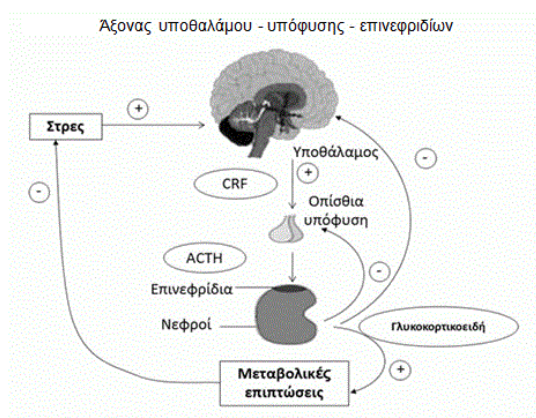 Άξονας υποθαλάμου - υπόφυσης - επινεφριδίων
+
Στρες
Υποθάλαμος
-
-
CRF
+
Οπίσθια
υπόφυση
ACTH
-
Επινεφρίδια
Νεφροί
Γλυκοκορτικοειδή
Μεταβολικές
επιπτώσεις
+